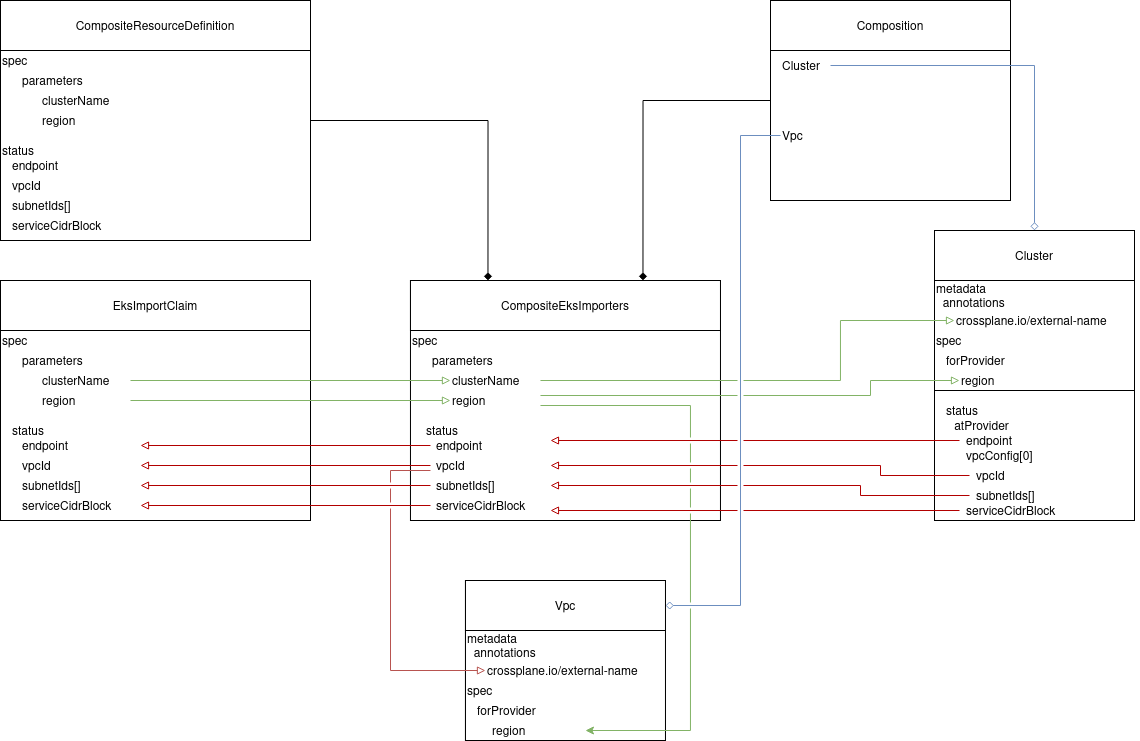 CompositeResourceDefinition
spec
parameters
clusterName
region
status
endpoint
vpcId
subnetIds[]
serviceCidrBlock
Composition
Cluster
Vpc
EksImportClaim
spec
parameters
clusterName
region
status
endpoint
vpcId
subnetIds[]
serviceCidrBlock
CompositeEksImporters
spec
parameters
clusterName
region
status
endpoint
vpcId
subnetIds[]
serviceCidrBlock
Cluster
metadata
annotations
crossplane.io/external-name
spec
forProvider
region
status
atProvider
endpoint
vpcConfig[0]
vpcId
subnetIds[]
serviceCidrBlock
Vpc
metadata
annotations
crossplane.io/external-name
spec
forProvider
region